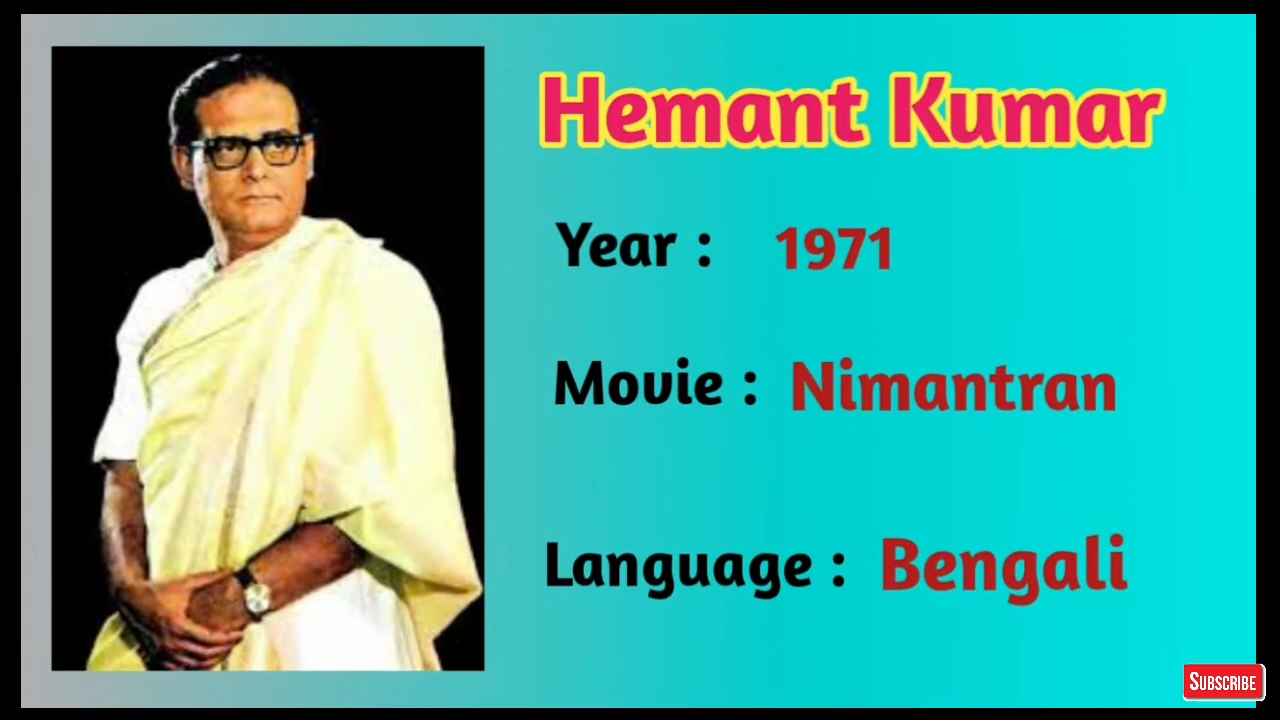 Hemant Kumar
Year : 1971
Movie : Nimantran
Language : Bengali
SUBSCRIBE